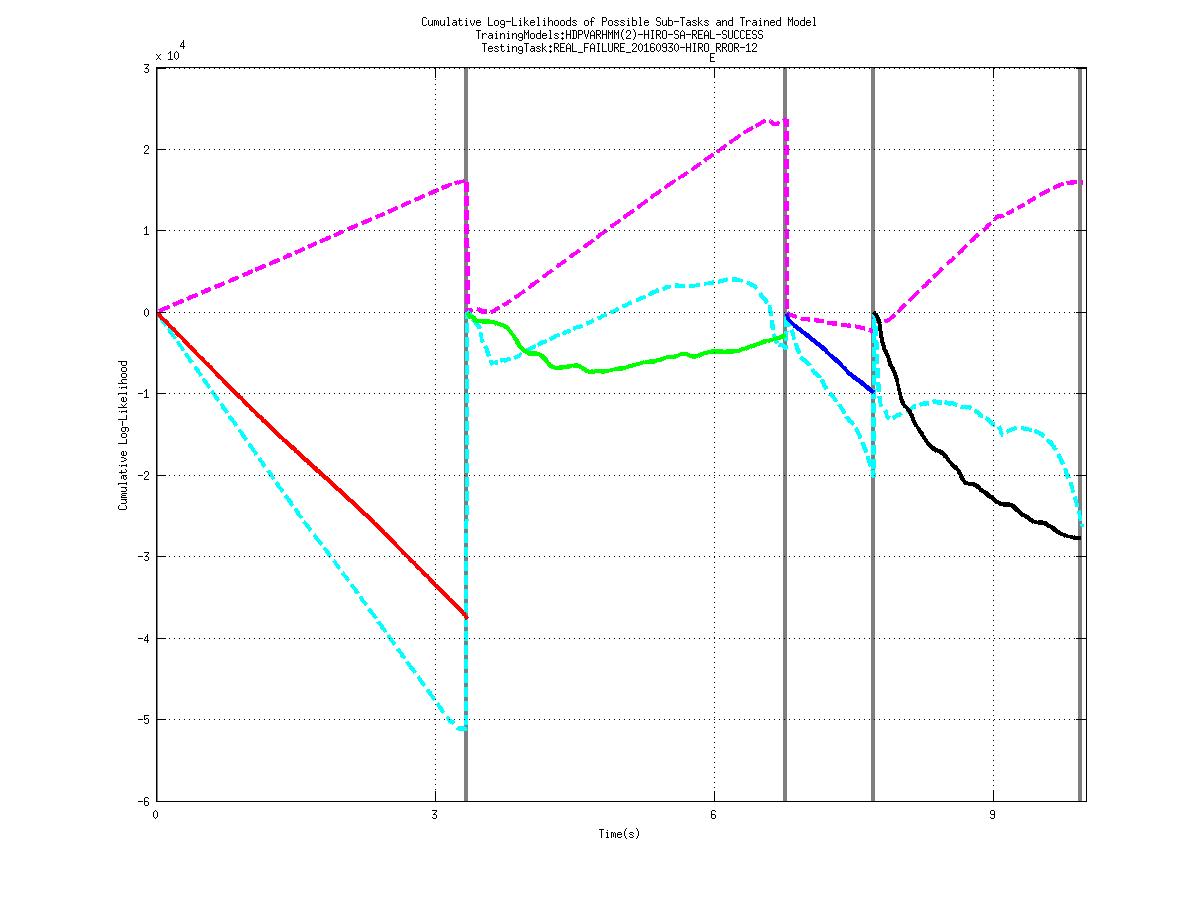 Cumulative Log-Likelihoods of Possible Sub-Tasks and Trained Model
TrainingModels:HDPVARHMM(2)-HIRO-SA-REAL-SUCCESS
TestingTask:REAL_FAILURE_20160930-HIRO_RROR-12
E
x 10^4
3
2
1
0
-1
-2
-3
-4
-5
-6
Cumulative Log-Likelihood
0 3 6 9
Time(s)